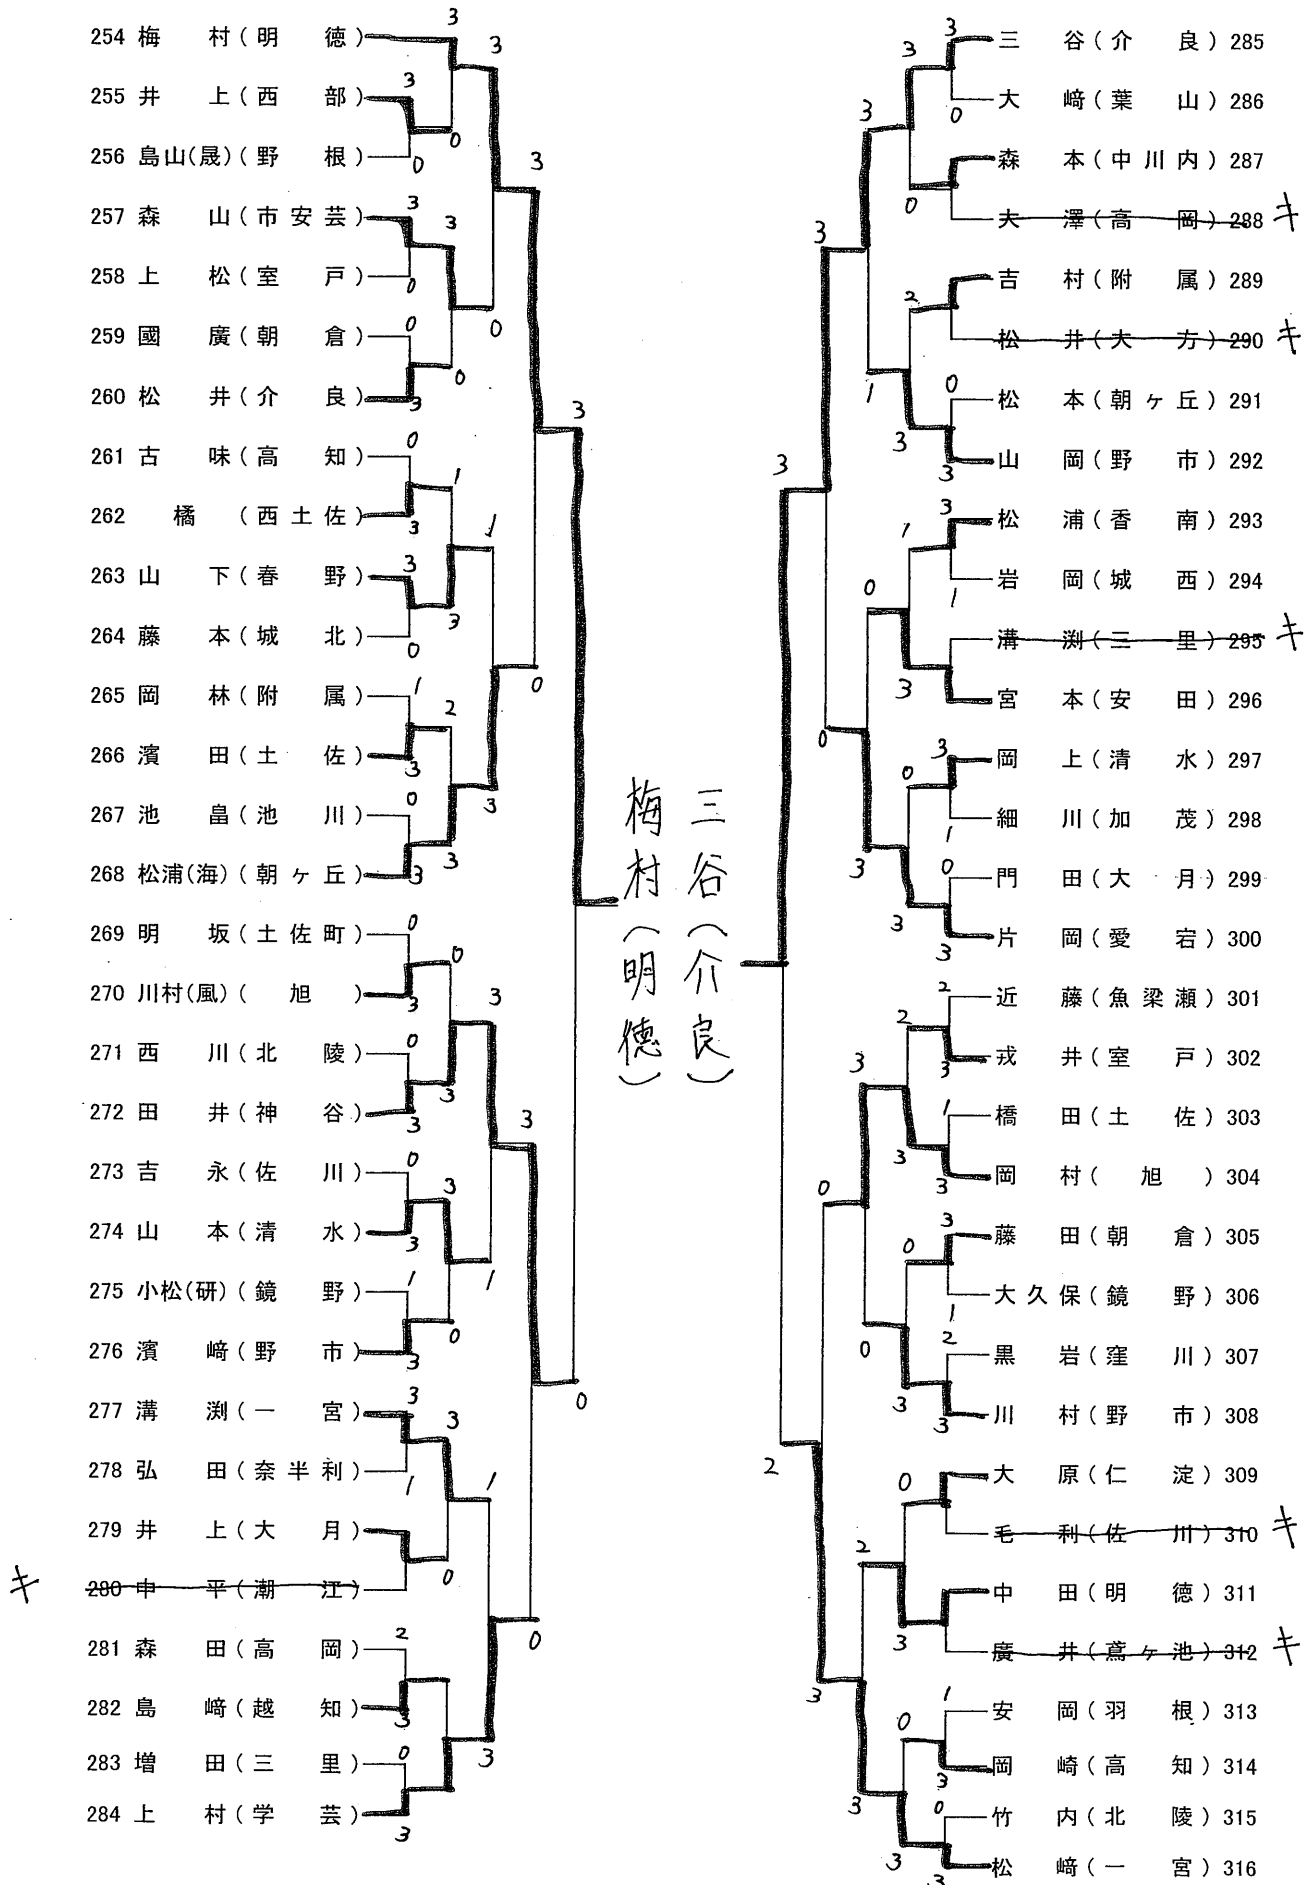 254 梅村(明徳)
255 井上(西部)
256 島山(晟)(野根)
257 森山(市安芸)
258 上松(室戸)
259 國廣(朝倉)
260 松井(介良)
261 古味(高知)
262 橘(西土佐)
263 山下(春野)
264 藤本(城北)
265 岡林(附属)
266 濱田(土佐)
267 池畠(池川)
268 松浦(海)(朝ヶ丘)
269 明坂(土佐町)
270 川村(風)(旭)
271 西川(北陵)
272 田井(神谷)
273 吉永(佐川)
274 山本(清水)
275 小松(研)(鏡野)
276 濱﨑(野市)
277 溝渕(一宮)
278 弘田(奈半利)
279 井上(大月)
キ 280 中平(潮江)
281 森田(高岡)
282 島﨑(越知)
283 増田(三里)
284 上村(学芸)
梅村(明徳)
三谷(介良)
三谷(介良) 285
大﨑(葉山) 286
森本(中川内) 287
大澤(高岡) 288 キ
吉村(附属) 289
松井(大方) 290 キ
松本(朝ヶ丘) 291
山岡(野市) 292
松浦(香南) 293
岩岡(城西) 294
溝渕(三里) 295 キ
宮本(安田) 296
岡上(清水) 297
細川(加茂) 298
門田(大月) 299
片岡(愛宕) 300
近藤(魚梁瀬) 301
戎井(室戸) 302
橋田(土佐) 303
岡村(旭) 304
藤田(朝倉) 305
大久保(鏡野) 306
黒岩(窪川) 307
川村(野市) 308
大原(仁淀) 309
毛利(佐川) 310 キ
中田(明徳) 311
廣井(鳶ヶ池) 312 キ
安岡(羽根) 313
岡崎(高知) 314
竹内(北陵) 315
松﨑(一宮) 316